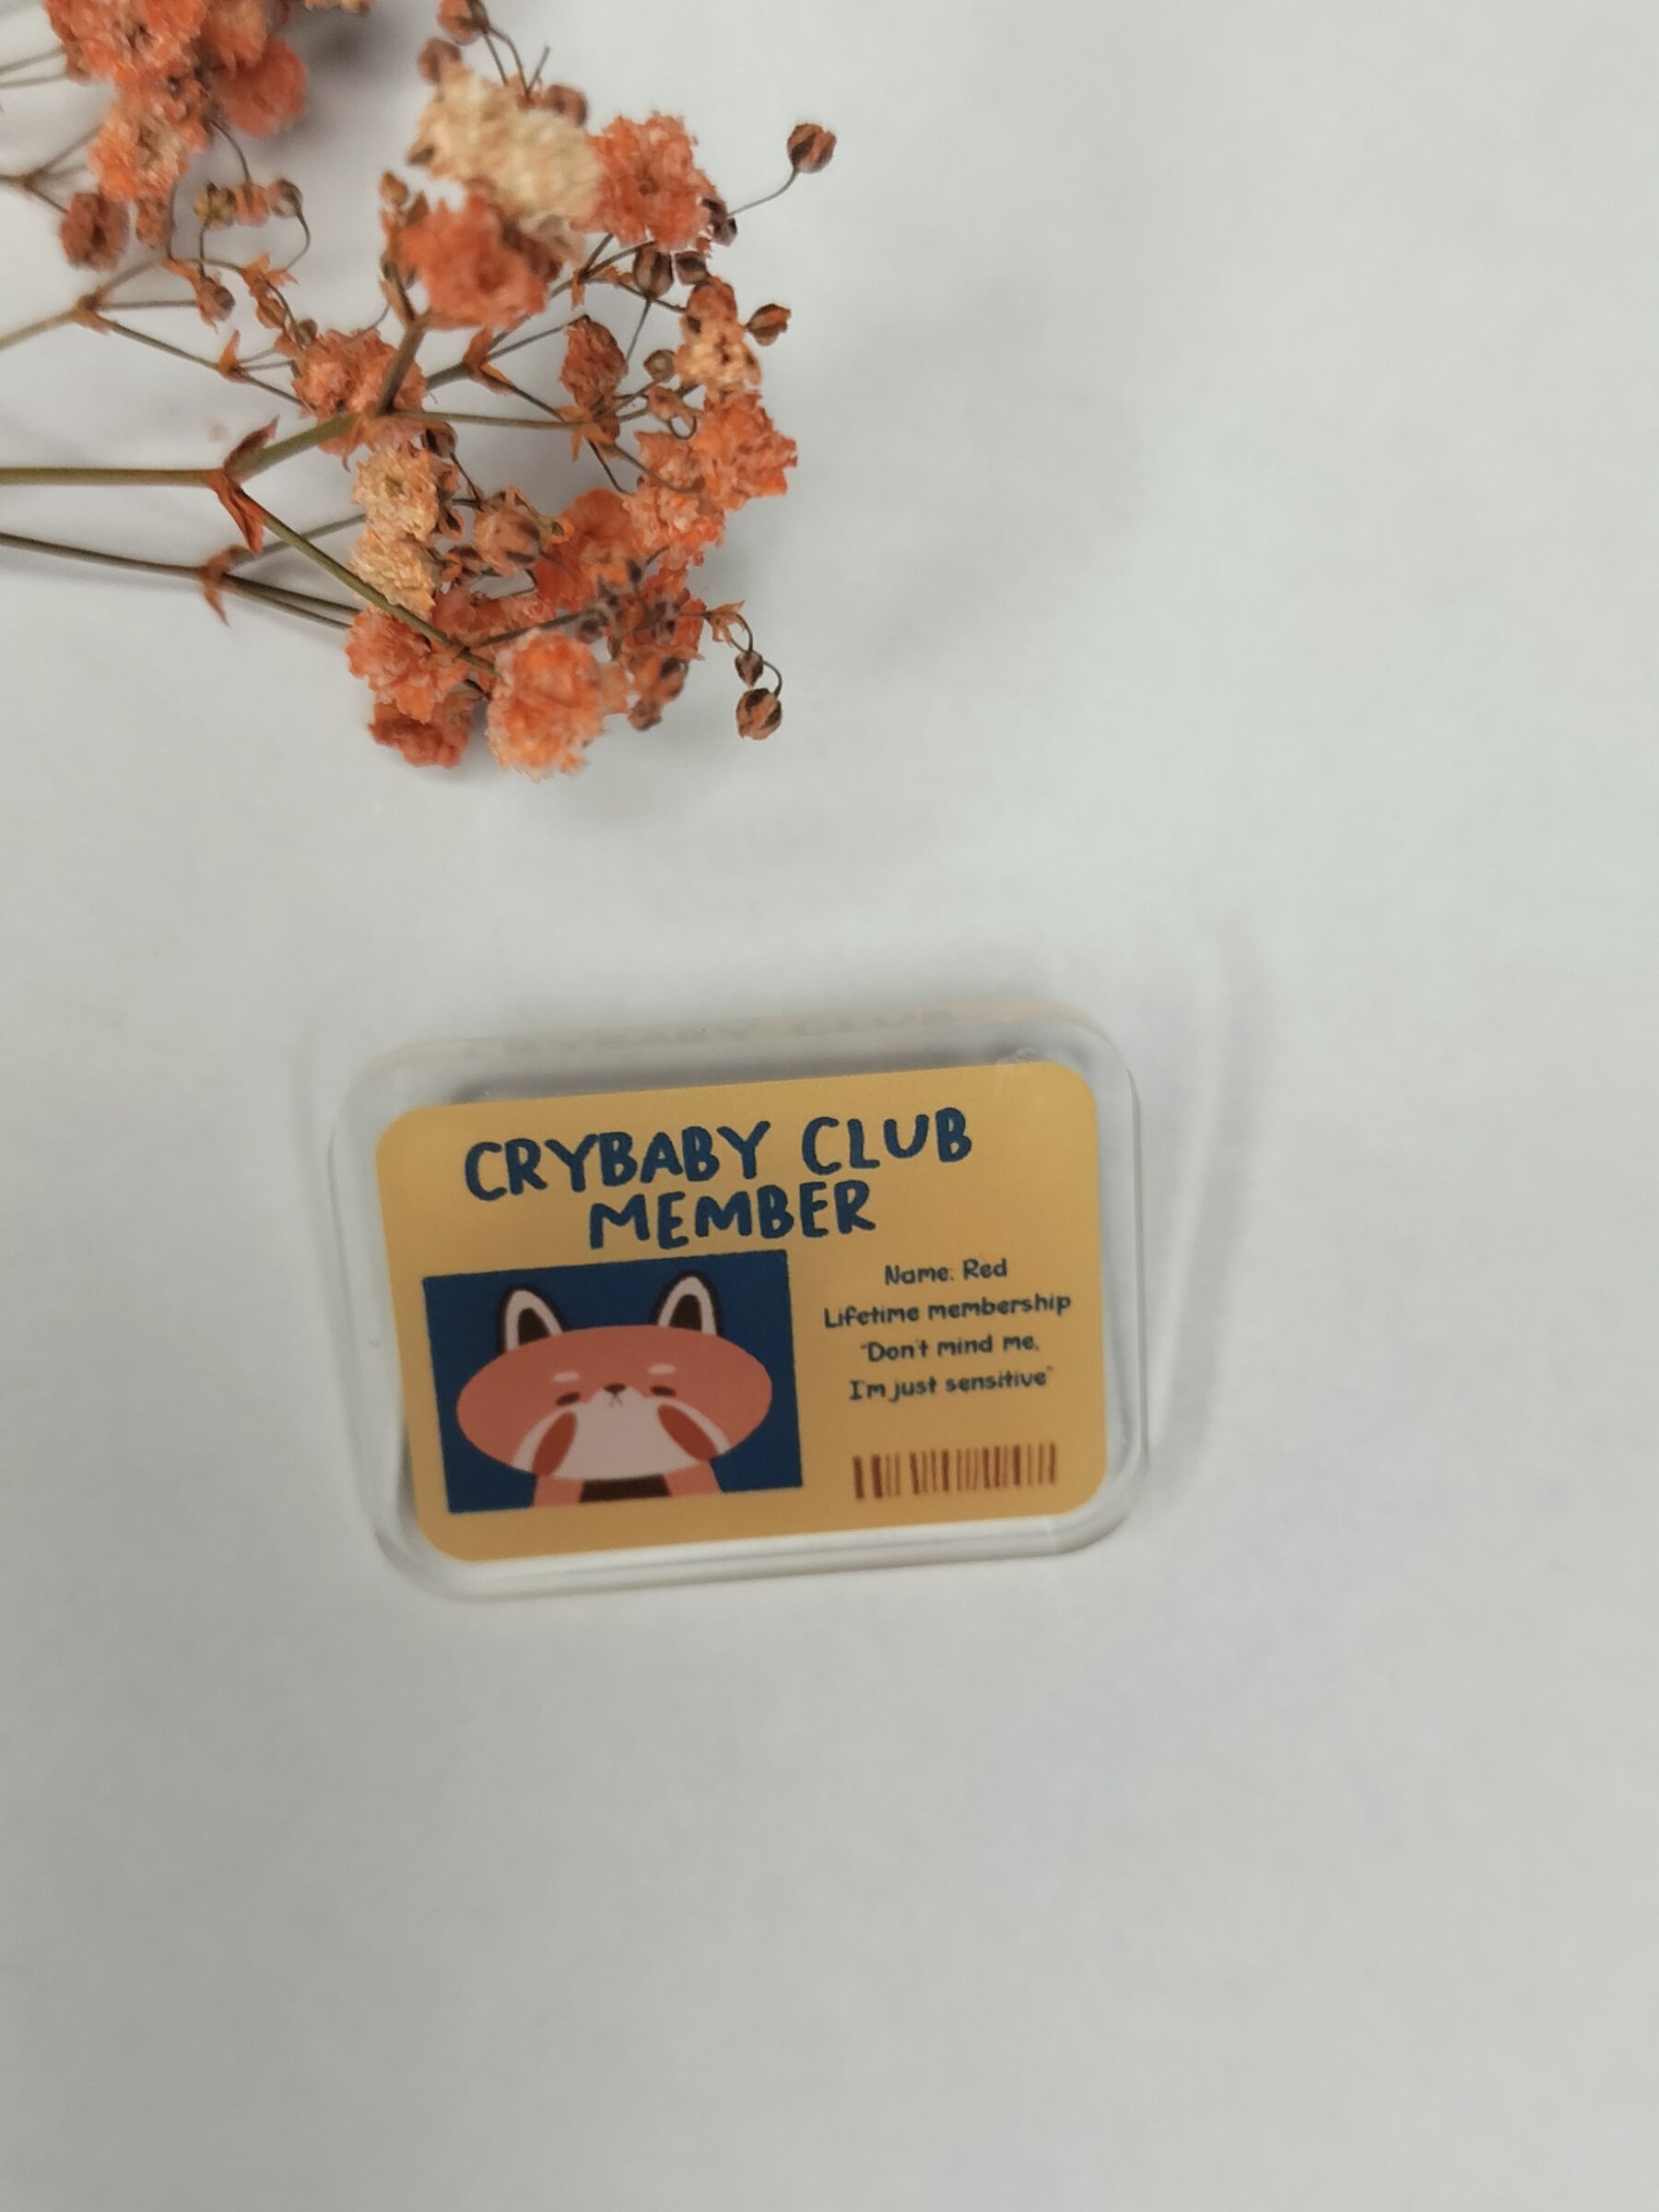 CRYBABY CLUB
MEMBER
Name: Red
Lifetime membership
"Don't mind me,
I'm just sensitive"